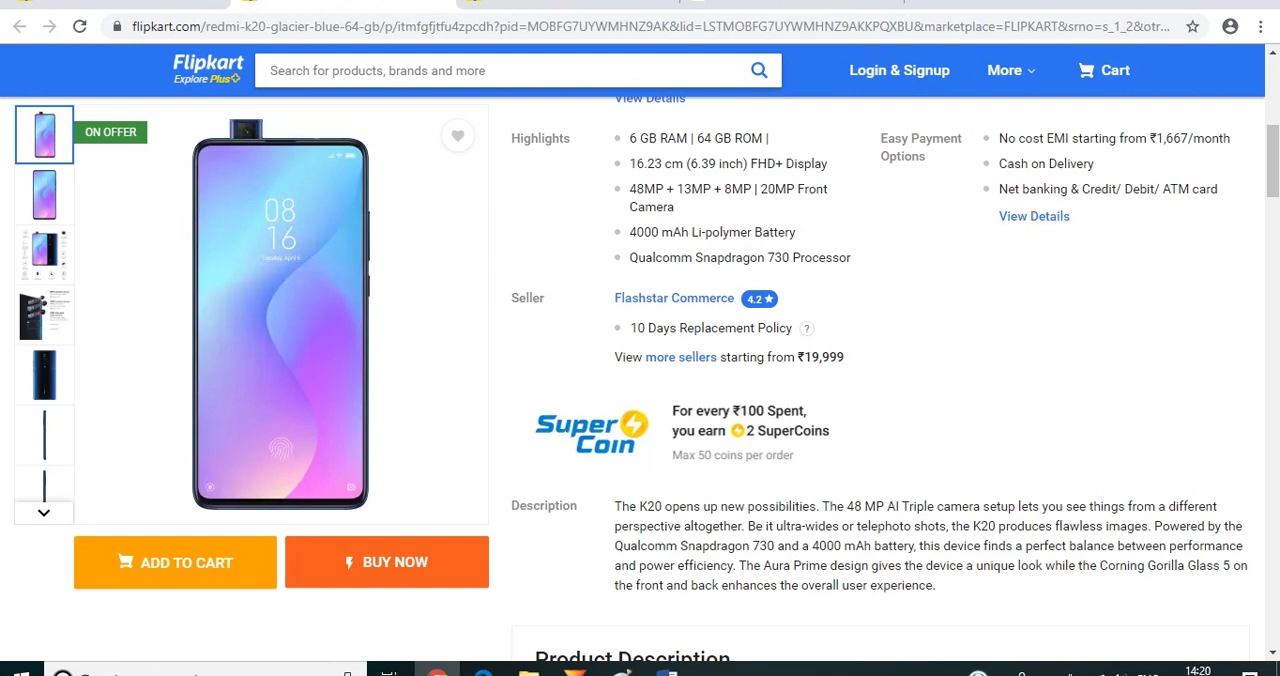 flipkart.com/redmi-k20-glacier-blue-64-gb/p/itmfgfjtfu4zpcdh?pid=MOBFG7UYWMHNZ9AK&lid=LSTMOBFG7UYWMHNZ9AKKPQXBU&marketplace=FLIPKART&srno=s_1_2&otr...
Flipkart
Explore Plus
Search for products, brands and more
Login & Signup
More
Cart
ON OFFER
08
16
ADD TO CART
BUY NOW
View Details
Highlights
6 GB RAM | 64 GB ROM |
16.23 cm (6.39 inch) FHD+ Display
48MP + 13MP + 8MP | 20MP Front
Camera
4000 mAh Li-polymer Battery
Qualcomm Snapdragon 730 Processor
Easy Payment
Options
No cost EMI starting from ₹1,667/month
Cash on Delivery
Net banking & Credit/ Debit/ ATM card
View Details
Seller
Flashstar Commerce 4.2 ★
10 Days Replacement Policy ?
View more sellers starting from ₹19,999
Super
Coin
For every ₹100 Spent,
you earn 2 SuperCoins
Max 50 coins per order
Description
The K20 opens up new possibilities. The 48 MP AI Triple camera setup lets you see things from a different
perspective altogether. Be it ultra-wides or telephoto shots, the K20 produces flawless images. Powered by the
Qualcomm Snapdragon 730 and a 4000 mAh battery, this device finds a perfect balance between performance
and power efficiency. The Aura Prime design gives the device a unique look while the Corning Gorilla Glass 5 on
the front and back enhances the overall user experience.
Product Description
14:20